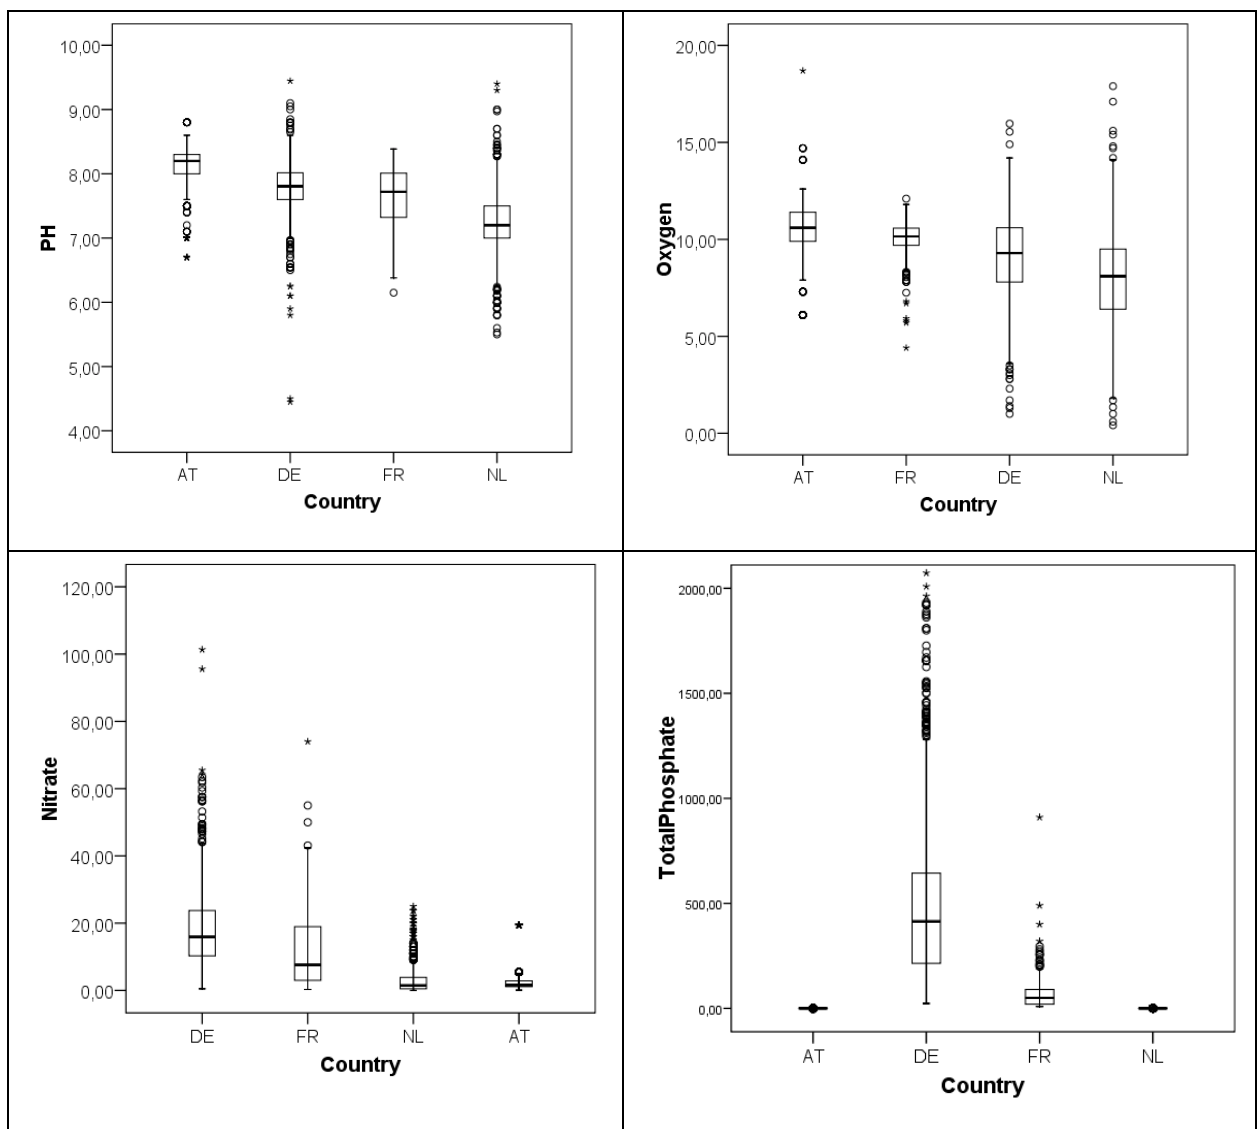 10,00
9,00
8,00
7,00
6,00
5,00
4,00
PH
AT DE FR NL
Country
20,00
15,00
10,00
5,00
0,00
Oxygen
AT FR DE NL
Country
120,00
100,00
80,00
60,00
40,00
20,00
0,00
Nitrate
DE FR NL AT
Country
2000,00
1500,00
1000,00
500,00
0,00
TotalPhosphate
AT DE FR NL
Country